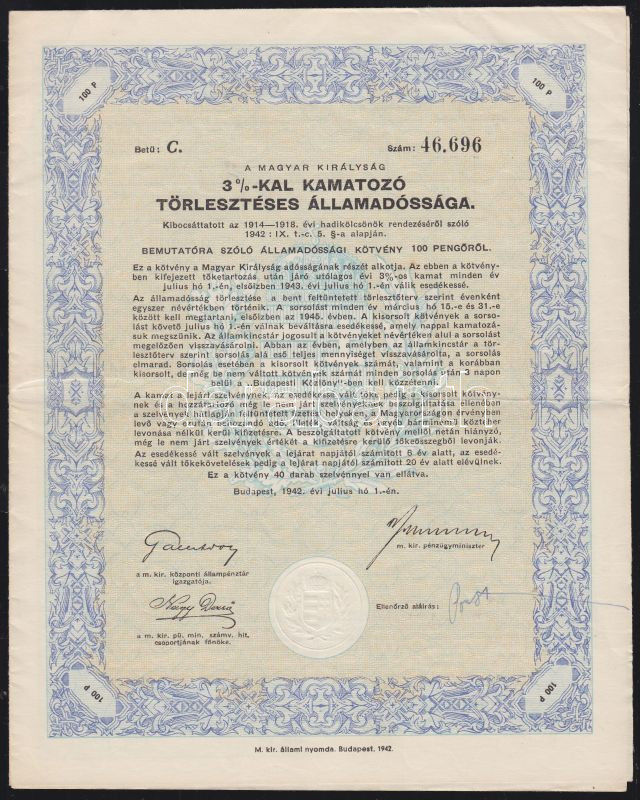 100 P
100 P
Betű: C.
Szám: 46.696
A MAGYAR KIRÁLYSÁG
3%-KAL KAMATOZÓ
TÖRLESZTÉSES ÁLLAMADÓSSÁGA.
Kibocsáttatott az 1914—1918. évi hadikölcsönök rendezéséről szóló
1942: IX. t.-c. 5. §-a alapján.
BEMUTATÓRA SZÓLÓ ÁLLAMADÓSSÁGI KÖTVÉNY 100 PENGŐRŐL.
Ez a kötvény a Magyar Királyság adósságának részét alkotja. Az ebben a kötvény-
ben kifejezett tőketartozás után járó utólagos évi 3%-os kamat minden év
július hó 1.-én, elsőízben 1943. évi július hó 1.-én válik esedékessé.
Az államadósság törlesztése a bent feltüntetett törlesztőterv szerint évenként
egyszer névértékben történik. A sorsolást minden év március hó 15.-e és 31.-e
között kell megtartani, elsőízben az 1945. évben. A kisorsolt kötvények a sorso-
lást követő július hó 1.-én válnak beváltásra esedékessé, amely nappal kamatozá-
suk megszűnik. Az államkincstár jogosult a kötvényeket névértéken alul a sorsolást
megelőzően visszavásárolni. Abban az évben, amelyben az államkincstár a tör-
lesztőterv szerint sorsolás alá eső teljes mennyiséget visszavásárolta, a sorsolás
elmarad. Sorsolás esetében a kisorsolt kötvények számát, valamint a korábban
kisorsolt, de még be nem váltott kötvények számát minden sorsolás után 5 napon
belül a „Budapesti Közlöny"-ben kell közzétenni.
A kamat a lejárt szelvénynek, az esedékessé vált tőke pedig a kisorsolt kötvény-
nek és a hozzátartozó még le nem járt szelvényeknek beszolgáltatása ellenében
a szelvények hátlapján feltüntetett fizetési helyeken, a Magyarországon érvényben
levő vagy ezután behozandó adó, illeték, költség és egyéb bárminemű közteher
levonása nélkül kerül kifizetésre. A beszolgáltatott kötvény mellől netán hiányzó,
még le nem járt szelvények értékét a kifizetésre kerülő tőkeösszegből levonják.
Az esedékessé vált szelvények a lejárat napjától számított 6 év alatt, az esedé-
kessé vált tőkekövetelések pedig a lejárat napjától számított 20 év alatt elévülnek.
Ez a kötvény 40 darab szelvénnyel van ellátva.
Budapest, 1942. évi július hó 1.-én.
m. kir. pénzügyminiszter
a m. kir. központi állampénztár
igazgatója.
Ellenőrző aláírás:
a m. kir. pü. min. számv. hit.
csoportjának főnöke.
100 P
100 P
M. kir. állami nyomda. Budapest, 1942.